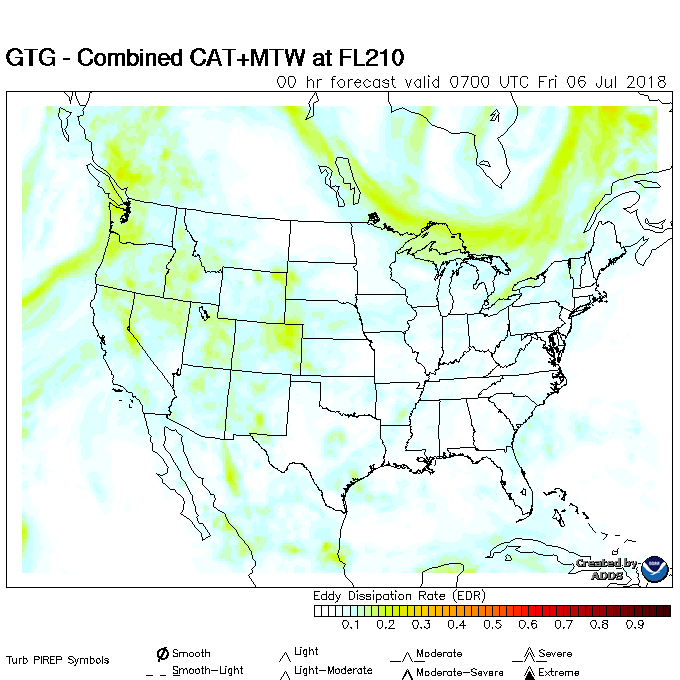 GTG - Combined CAT+MTW at FL210
00 hr forecast valid 0700 UTC Fri 06 Jul 2018
Created by
ADDS
Eddy Dissipation Rate (EDR)
0.1 0.2 0.3 0.4 0.5 0.6 0.7 0.8 0.9
Turb PIREP Symbols
Smooth Light Moderate Severe
Smooth-Light Light-Moderate Moderate-Severe Extreme